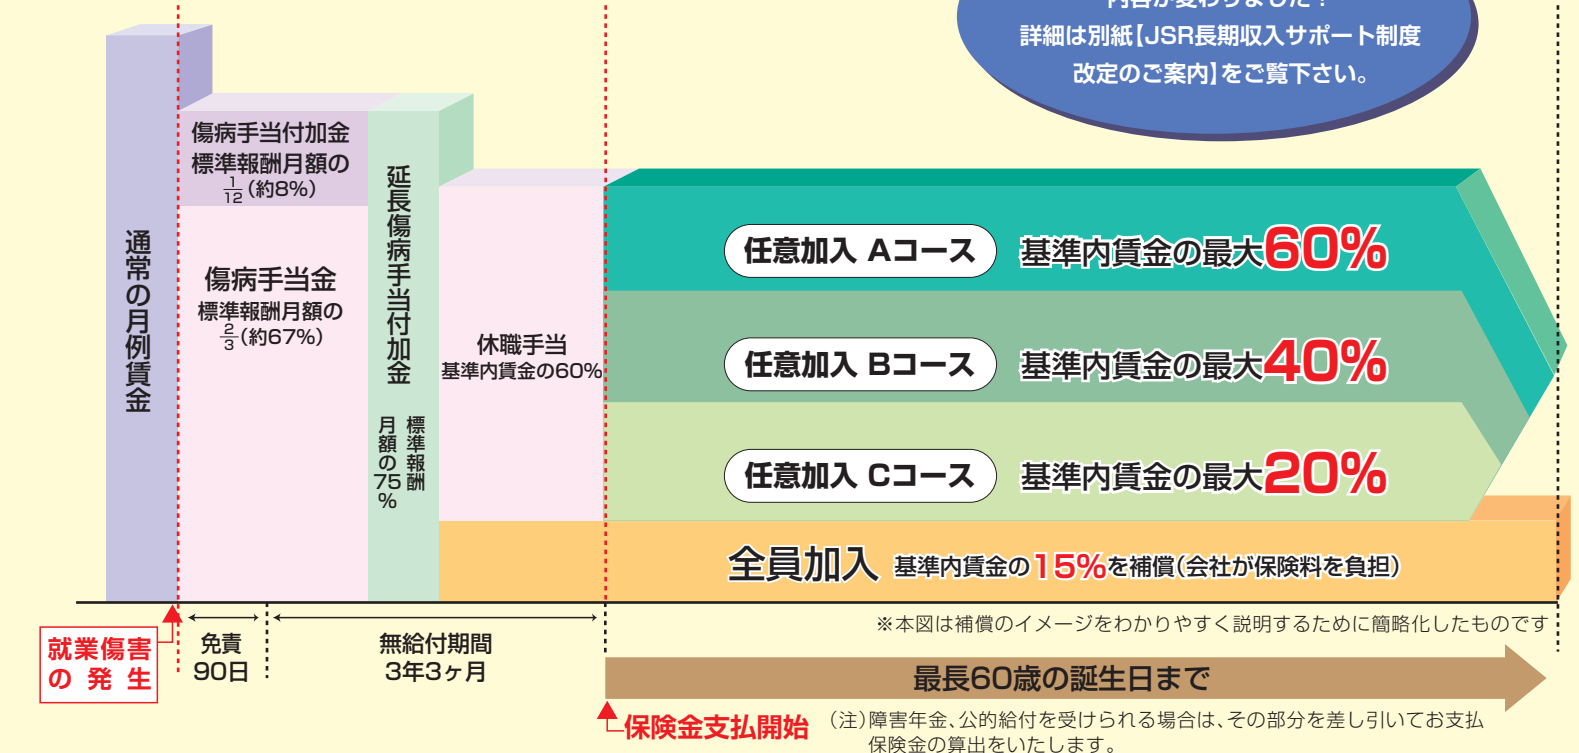 内容が変わりました！
詳細は別紙【JSR長期収入サポート制度
改定のご案内】をご覧下さい。
通常の月例賃金
傷病手当付加金
標準報酬月額の
1/12(約8%)
傷病手当金
標準報酬月額の
2/3(約67%)
延長傷病手当付加金
標準報酬
月額の75%
休職手当
基準内賃金の60%
任意加入 Aコース 基準内賃金の最大60%
任意加入 Bコース 基準内賃金の最大40%
任意加入 Cコース 基準内賃金の最大20%
全員加入 基準内賃金の15%を補償(会社が保険料を負担)
※本図は補償のイメージをわかりやすく説明するために簡略化したものです
就業傷害
の発生
免責
90日
無給付期間
3年3ヶ月
最長60歳の誕生日まで
保険金支払開始
(注)障害年金、公的給付を受けられる場合は、その部分を差し引いてお支払
保険金の算出をいたします。